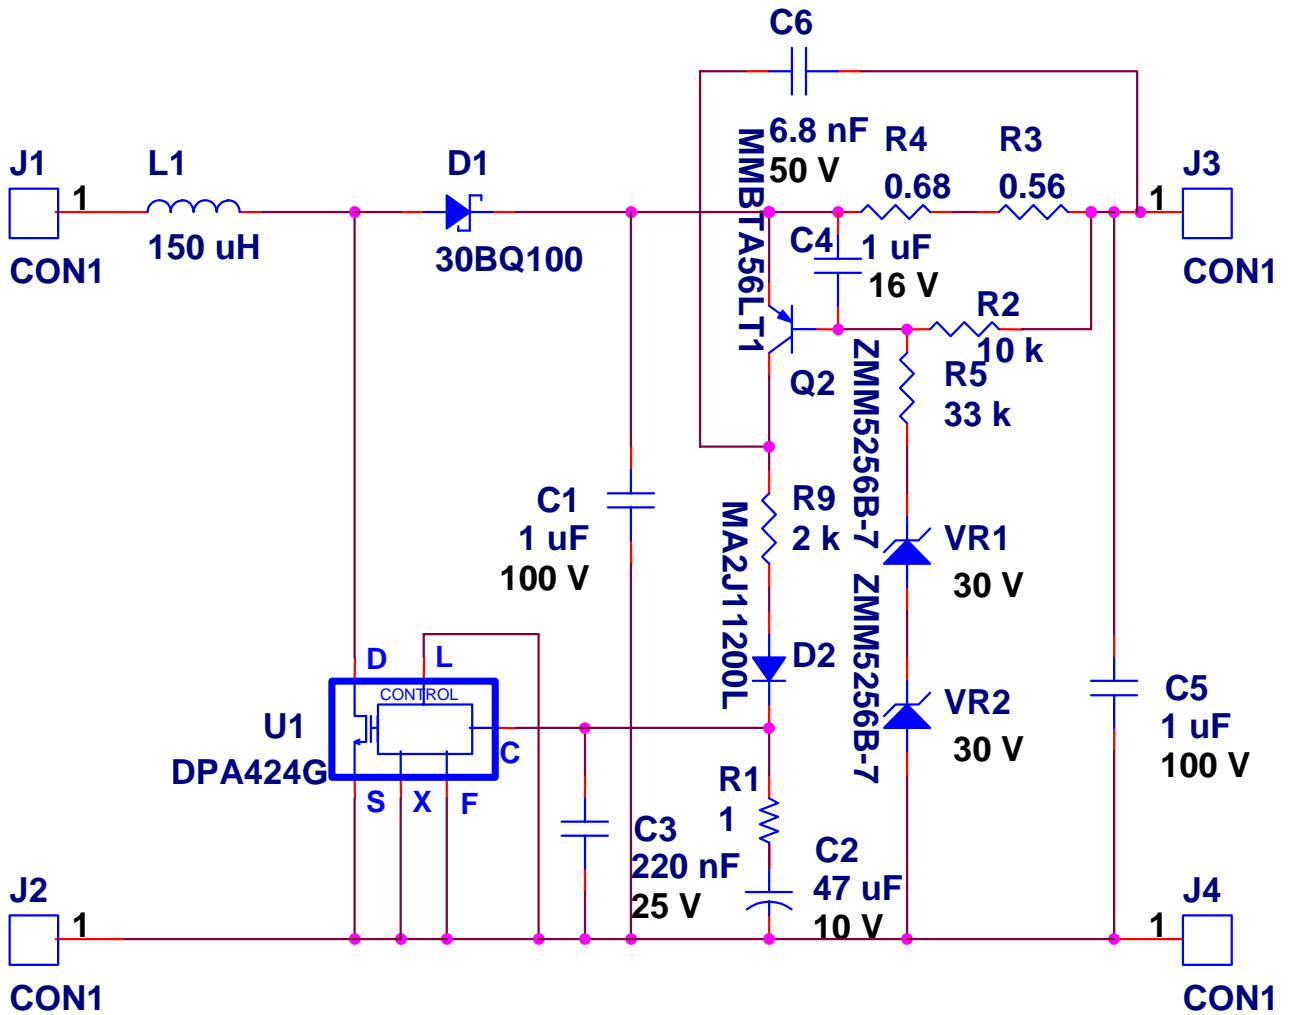 C6
6.8 nF
50 V
J1
1
CON1
L1
150 uH
D1
30BQ100
MMBTA56LT1
R4
0.68
R3
0.56
J3
1
CON1
C4
1 uF
16 V
Q2
R2
10 k
R5
33 k
ZMM5256B-7
C1
1 uF
100 V
R9
2 k
MA2J11200L
VR1
30 V
ZMM5256B-7
D2
VR2
30 V
C5
1 uF
100 V
D
L
CONTROL
U1
DPA424G
C
S
X
F
R1
1
C3
220 nF
25 V
C2
47 uF
10 V
J2
1
CON1
J4
1
CON1